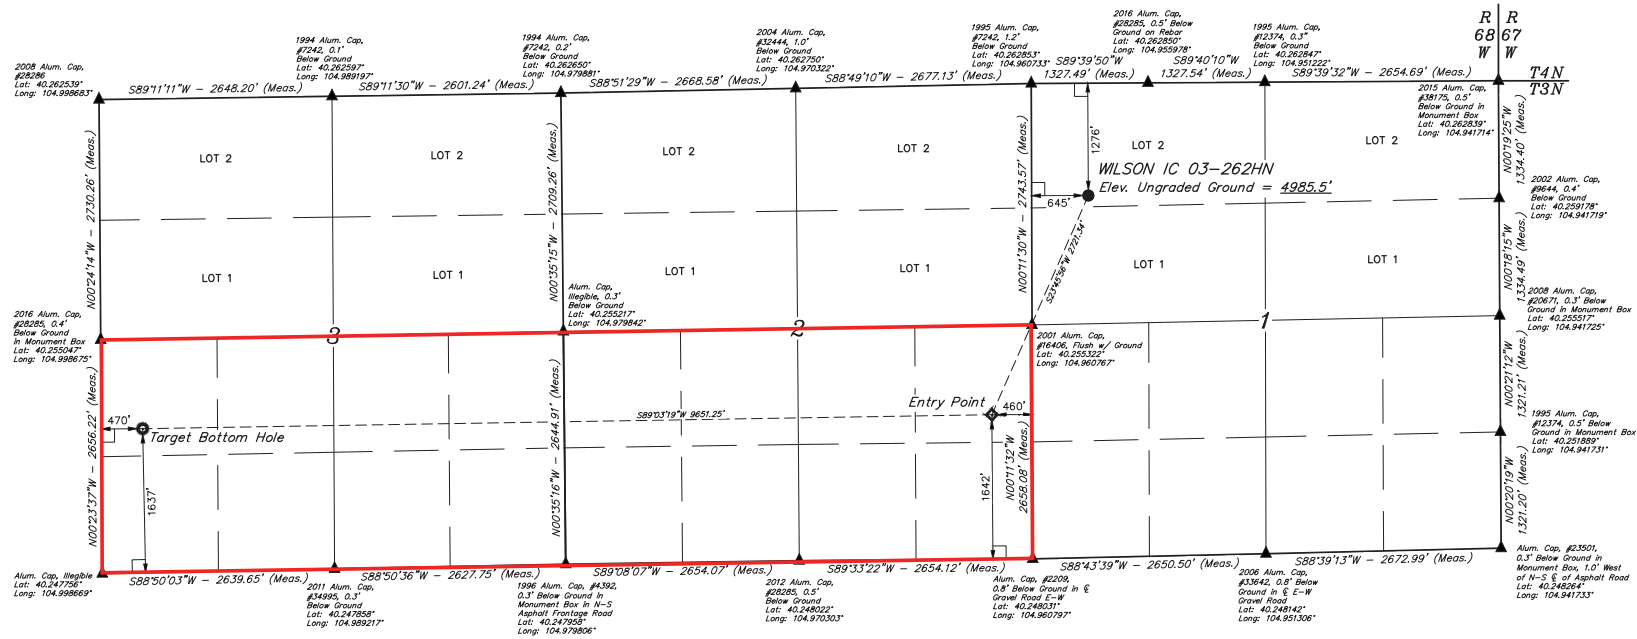 2008 Alum. Cap,
#28286
Lat: 40.262539°
Long: 104.998683°
1994 Alum. Cap,
#7242, 0.1'
Below Ground
Lat: 40.262597°
Long: 104.989197°
1994 Alum. Cap,
#7242, 0.2'
Below Ground
Lat: 40.262650°
Long: 104.979881°
2004 Alum. Cap,
#32444, 1.0'
Below Ground
Lat: 40.262750°
Long: 104.970322°
1995 Alum. Cap,
#7242, 1.2'
Below Ground
Lat: 40.262853°
Long: 104.960733°
2016 Alum. Cap,
#28285, 0.5' Below
Ground on Rebar
Lat: 40.262850°
Long: 104.955978°
1995 Alum. Cap,
#12374, 0.3"
Below Ground
Lat: 40.262847°
Long: 104.951222°
R R
68 67
W W
T4N
T3N
S89°11'11"W - 2648.20' (Meas.)
S89°11'30"W - 2601.24' (Meas.)
S88°51'29"W - 2668.58' (Meas.)
S88°49'10"W - 2677.13' (Meas.)
S89°39'50"W
1327.49' (Meas.)
S89°40'10"W
1327.54' (Meas.)
S89°39'32"W - 2654.69' (Meas.)
2015 Alum. Cap,
#38175, 0.5'
Below Ground in
Monument Box
Lat: 40.262839°
Long: 104.941714°
N00°24'14"W - 2730.26' (Meas.)
LOT 2
LOT 2
N00°35'15"W - 2709.26' (Meas.)
LOT 2
LOT 2
N00°11'30"W - 2743.57' (Meas.)
1276'
LOT 2
LOT 2
N00°19'25"W
1334.40' (Meas.)
WILSON IC 03-262HN
Elev. Ungraded Ground = 4985.5'
645'
S23°45'56"W 2721.34'
2002 Alum. Cap,
#9644, 0.4'
Below Ground
Lat: 40.259178°
Long: 104.941719°
LOT 1
LOT 1
LOT 1
LOT 1
LOT 1
LOT 1
N00°18'15"W
1334.49' (Meas.)
Alum. Cap,
Illegible, 0.3'
Below Ground
Lat: 40.255217°
Long: 104.979842°
2008 Alum. Cap,
#20671, 0.3' Below
Ground in Monument Box
Lat: 40.255517°
Long: 104.941725°
2016 Alum. Cap,
#28285, 0.4'
Below Ground
in Monument Box
Lat: 40.255047°
Long: 104.998675°
3
2
1
2001 Alum. Cap,
#16406, Flush w/ Ground
Lat: 40.255322°
Long: 104.960767°
N00°23'37"W - 2656.22' (Meas.)
N00°35'16"W - 2644.91' (Meas.)
N00°21'12"W
1321.21' (Meas.)
470'
Target Bottom Hole
S89°03'19"W 9651.25'
Entry Point
460'
1995 Alum. Cap,
#12374, 0.5' Below
Ground in Monument Box
Lat: 40.251889°
Long: 104.941731°
1637'
1642'
N00°11'32"W
2658.08' (Meas.)
N00°20'19"W
1321.20' (Meas.)
Alum. Cap, Illegible
Lat: 40.247756°
Long: 104.998669°
S88°50'03"W - 2639.65' (Meas.)
S88°50'36"W - 2627.75' (Meas.)
S89°08'07"W - 2654.07' (Meas.)
S89°33'22"W - 2654.12' (Meas.)
S88°43'39"W - 2650.50' (Meas.)
S88°39'13"W - 2672.99' (Meas.)
2011 Alum. Cap,
#34995, 0.3'
Below Ground
Lat: 40.247858°
Long: 104.989217°
1996 Alum. Cap, #4392,
0.3' Below Ground in
Monument Box in N-S
Asphalt Frontage Road
Lat: 40.247958°
Long: 104.979806°
2012 Alum. Cap,
#28285, 0.5'
Below Ground
Lat: 40.248022°
Long: 104.970303°
Alum. Cap, #2209,
0.8' Below Ground in ℄
Gravel Road E-W
Lat: 40.248031°
Long: 104.960797°
2006 Alum. Cap,
#33642, 0.8' Below
Ground in ℄ E-W
Gravel Road
Lat: 40.248142°
Long: 104.951306°
Alum. Cap, #23501,
0.3' Below Ground in
Monument Box, 1.0' West
of N-S ℄ of Asphalt Road
Lat: 40.248264°
Long: 104.941733°